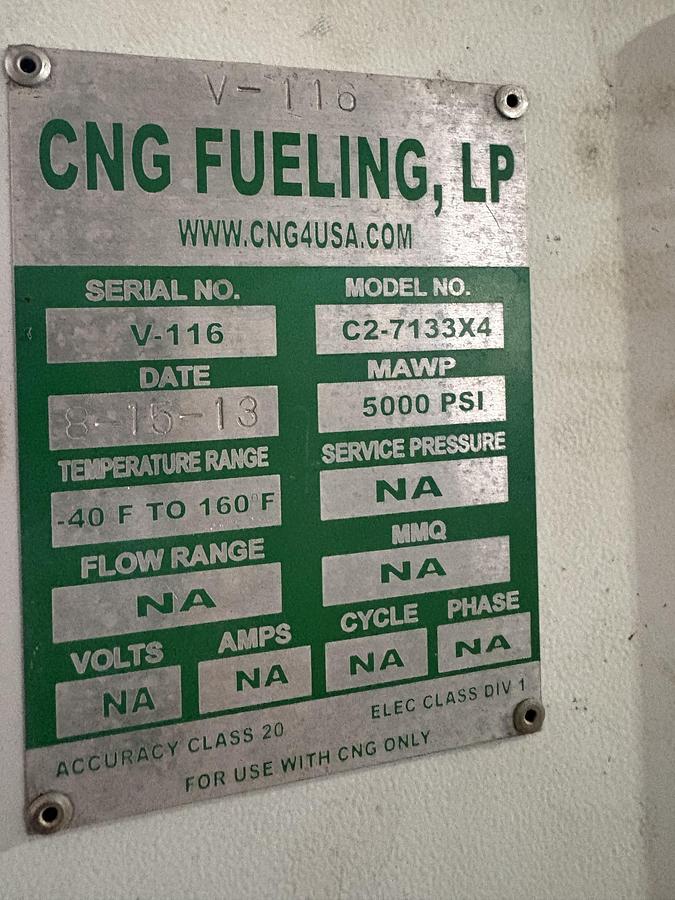 V-116
CNG FUELING, LP
WWW.CNG4USA.COM
SERIAL NO. MODEL NO.
V-116 C2-7133X4
DATE MAWP
8-15-13 5000 PSI
TEMPERATURE RANGE SERVICE PRESSURE
-40 F TO 160°F NA
FLOW RANGE MMQ
NA NA
VOLTS AMPS CYCLE PHASE
NA NA NA NA
ACCURACY CLASS 20 ELEC CLASS DIV 1
FOR USE WITH CNG ONLY